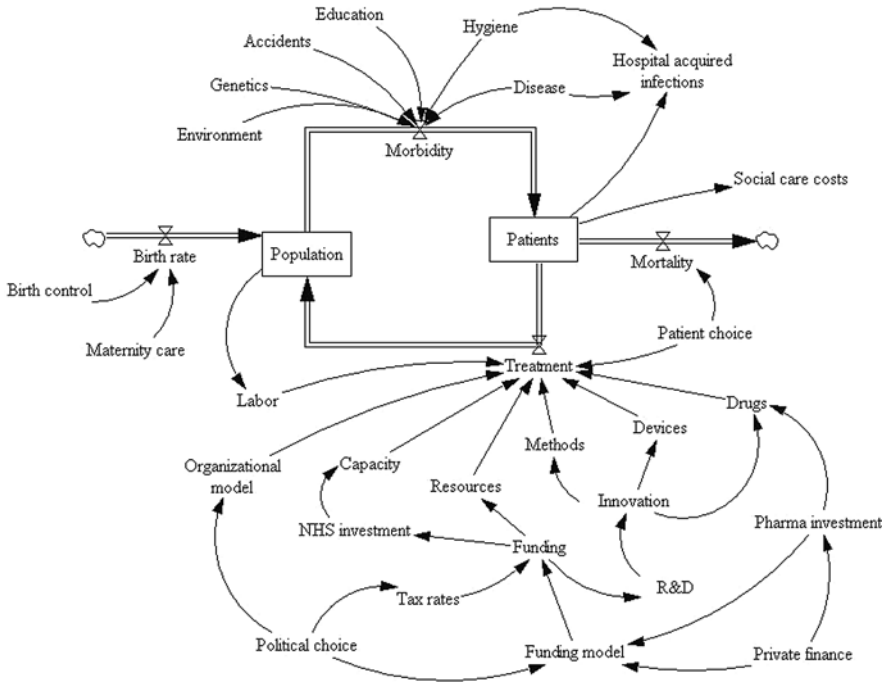 Education
Hygiene
Accidents
Hospital acquired
infections
Genetics
Disease
Environment
Morbidity
Social care costs
Patients
Population
Birth rate
Mortality
Birth control
Patient choice
Maternity care
Treatment
Labor
Drugs
Devices
Methods
Organizational
model
Capacity
Resources
Innovation
NHS investment
Pharma investment
Funding
R&D
Tax rates
Political choice
Funding model
Private finance